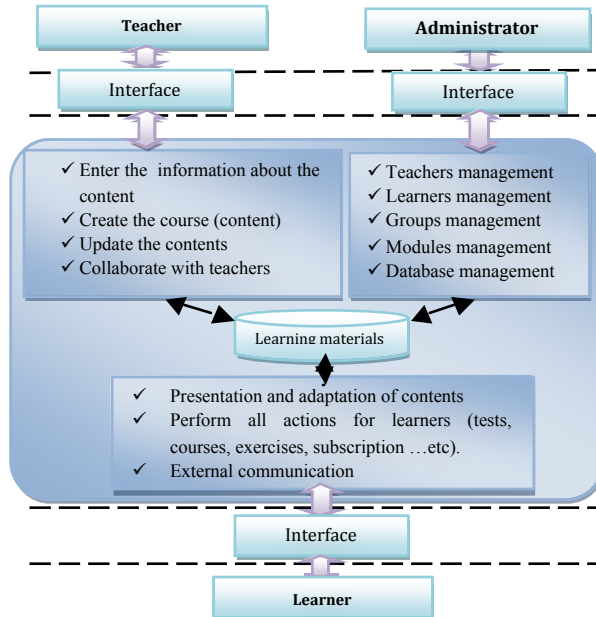 Teacher
Administrator
Interface
Interface
✓ Enter the information about the
content
✓ Create the course (content)
✓ Update the contents
✓ Collaborate with teachers
✓ Teachers management
✓ Learners management
✓ Groups management
✓ Modules management
✓ Database management
Learning materials
✓ Presentation and adaptation of contents
✓ Perform all actions for learners (tests,
courses, exercises, subscription …etc).
✓ External communication
Interface
Learner